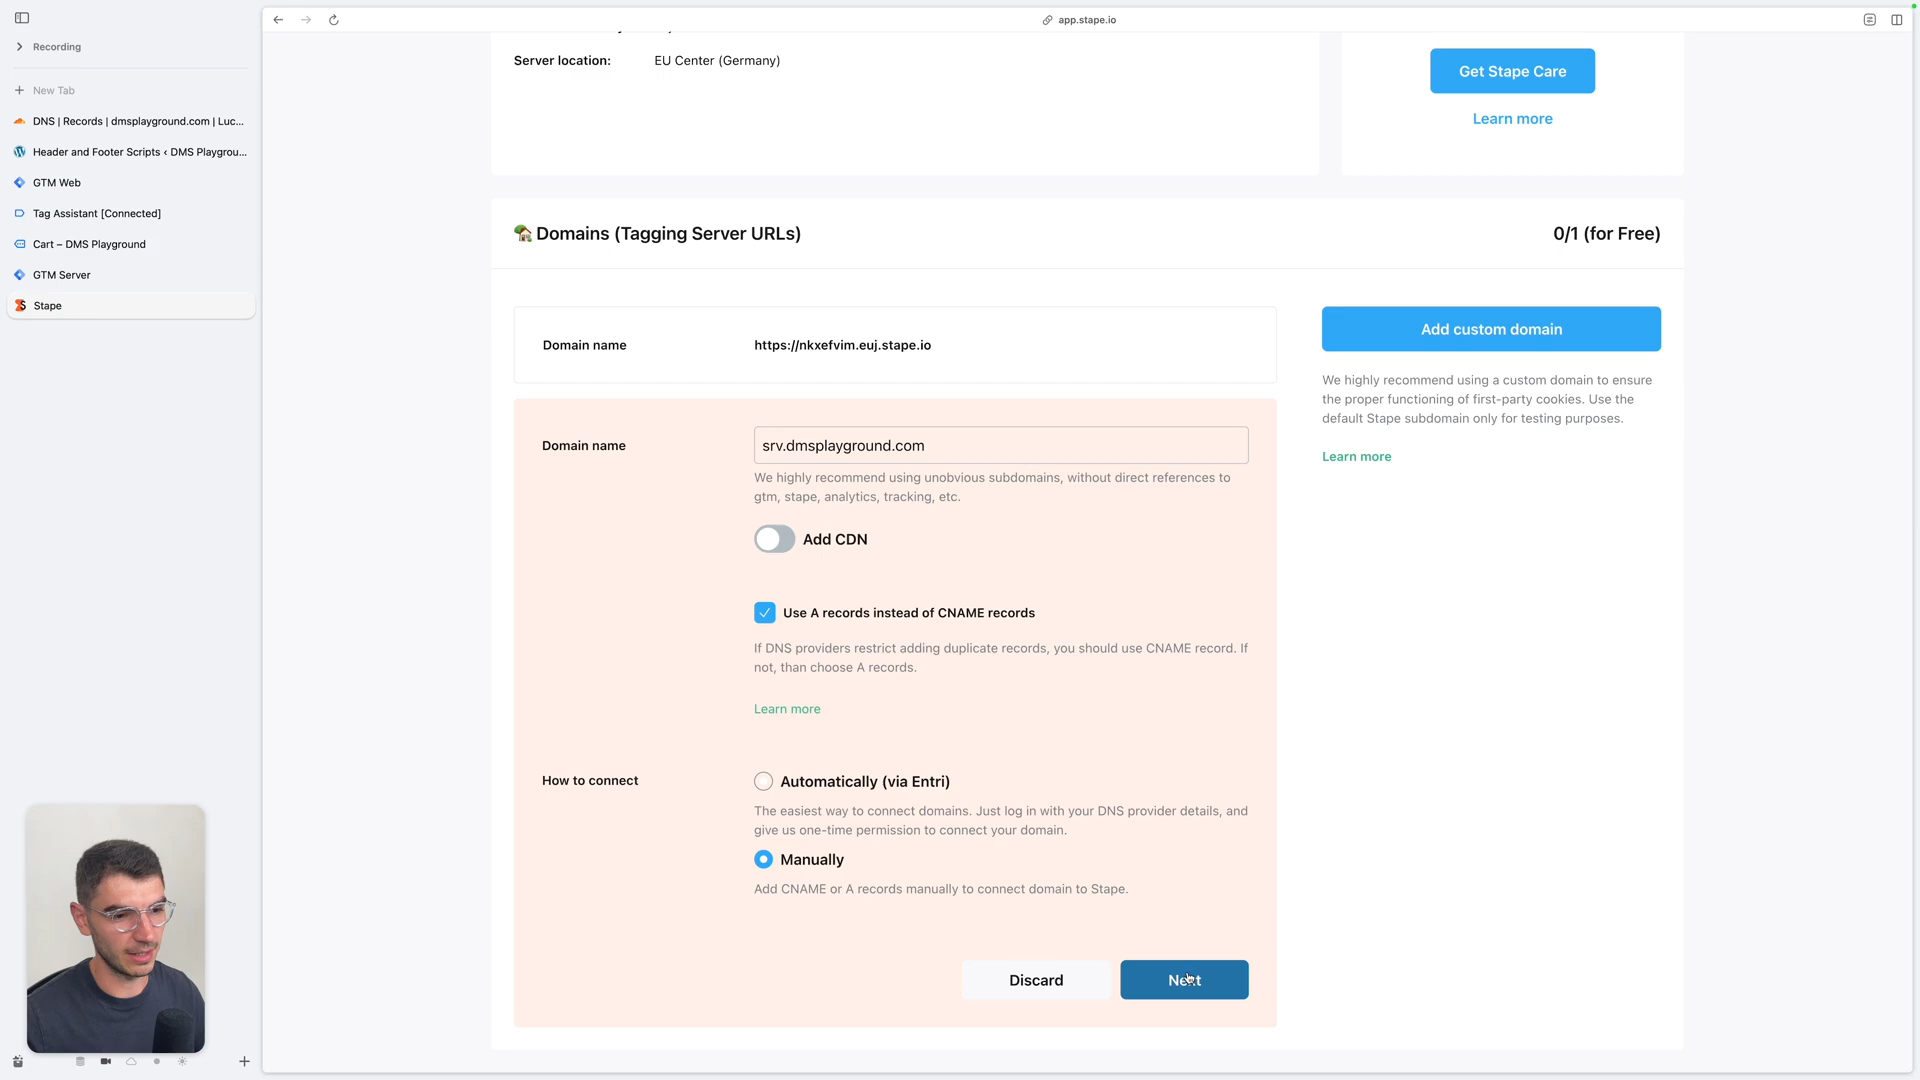 Recording
New Tab
DNS | Records | dmsplayground.com | Luc...
Header and Footer Scripts ‹ DMS Playgrou...
GTM Web
Tag Assistant [Connected]
Cart – DMS Playground
GTM Server
Stape
app.stape.io
Server location: EU Center (Germany)
Get Stape Care
Learn more
Domains (Tagging Server URLs)
0/1 (for Free)
Domain name https://nkxefvim.euj.stape.io
Add custom domain
We highly recommend using a custom domain to ensure
the proper functioning of first-party cookies. Use the
default Stape subdomain only for testing purposes.
Learn more
Domain name srv.dmsplayground.com
We highly recommend using unobvious subdomains, without direct references to
gtm, stape, analytics, tracking, etc.
Add CDN
Use A records instead of CNAME records
If DNS providers restrict adding duplicate records, you should use CNAME record. If
not, than choose A records.
Learn more
How to connect Automatically (via Entri)
The easiest way to connect domains. Just log in with your DNS provider details, and
give us one-time permission to connect your domain.
Manually
Add CNAME or A records manually to connect domain to Stape.
Discard
Next